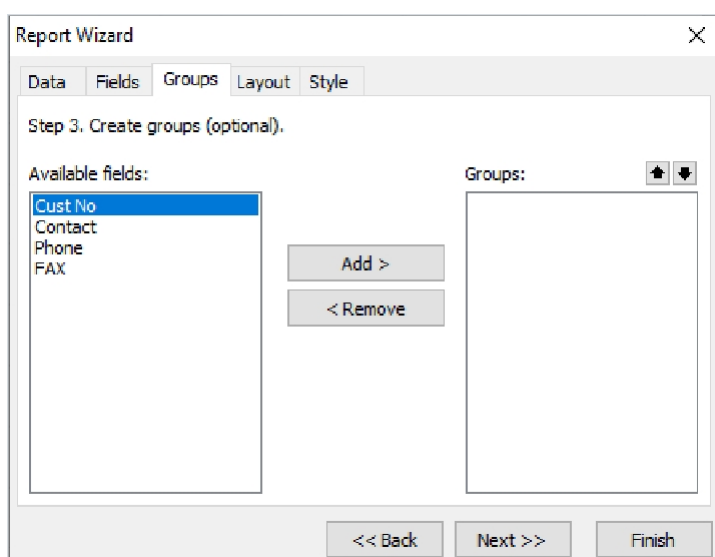 Report Wizard
Data Fields Groups Layout Style
Step 3. Create groups (optional).
Available fields:
Groups:
Cust No
Contact
Phone
FAX
Add >
< Remove
<< Back Next >> Finish